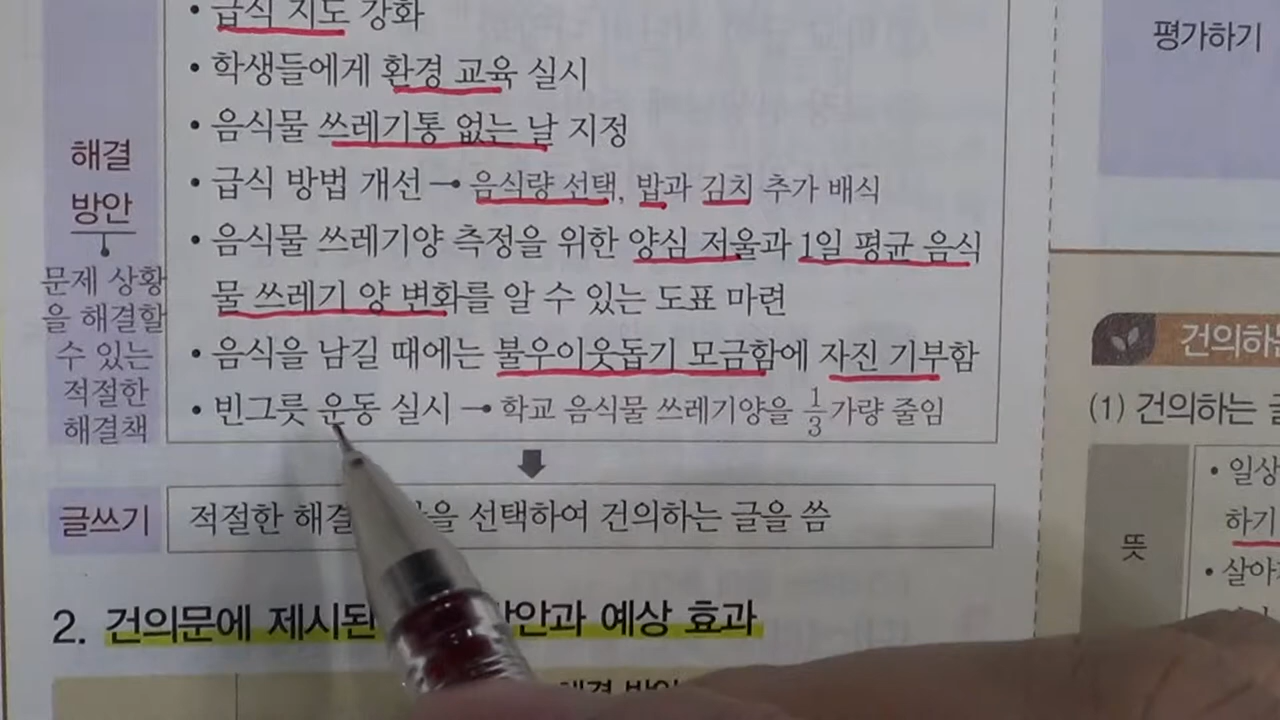 • 급식 지도 강화
• 학생들에게 환경 교육 실시
• 음식물 쓰레기통 없는 날 지정
해결
방안
• 급식 방법 개선 → 음식량 선택, 밥과 김치 추가 배식
• 음식물 쓰레기양 측정을 위한 양심 저울과 1일 평균 음식
물 쓰레기 양 변화를 알 수 있는 도표 마련
• 음식을 남길 때에는 불우이웃돕기 모금함에 자진 기부함
• 빈그릇 운동 실시 → 학교 음식물 쓰레기양을 1/3가량 줄임
문제 상황
을 해결할
수 있는
적절한
해결책
글쓰기
적절한 해결 을 선택하여 건의하는 글을 씀
2. 건의문에 제시된 예상 효과
평가하기
건의하는
(1) 건의하는
뜻
• 일상
하기
• 살아